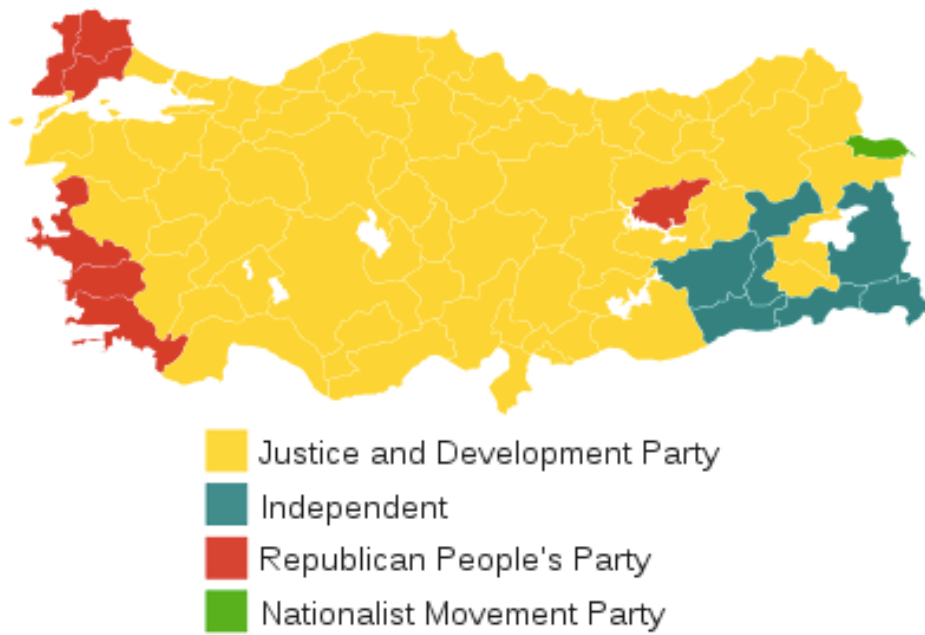 Justice and Development Party
Independent
Republican People's Party
Nationalist Movement Party